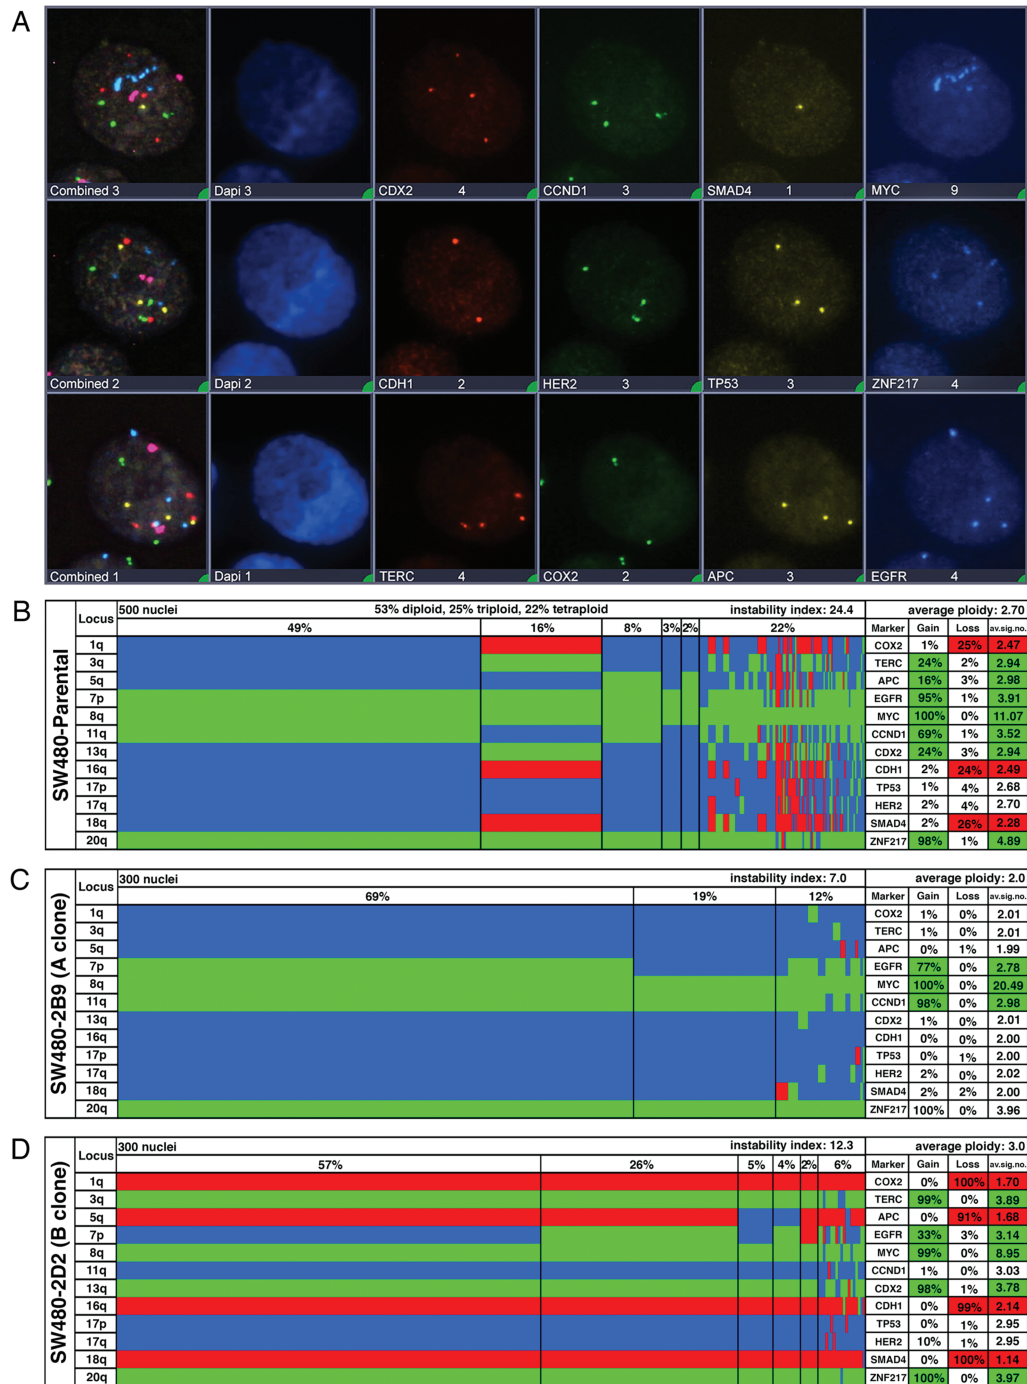 A
Combined 3 Dapi 3 CDX2 4 CCND1 3 SMAD4 1 MYC 9
Combined 2 Dapi 2 CDH1 2 HER2 3 TP53 3 ZNF217 4
Combined 1 Dapi 1 TERC 4 COX2 2 APC 3 EGFR 4
B
SW480-Parental
Locus 500 nuclei 53% diploid, 25% triploid, 22% tetraploid instability index: 24.4 average ploidy: 2.70
49% 16% 8% 3% 2% 22% Marker Gain Loss av.sig.no.
1q COX2 1% 25% 2.47
3q TERC 24% 2% 2.94
5q APC 16% 3% 2.98
7p EGFR 95% 1% 3.91
8q MYC 100% 0% 11.07
11q CCND1 69% 1% 3.52
13q CDX2 24% 3% 2.94
16q CDH1 2% 24% 2.49
17p TP53 1% 4% 2.68
17q HER2 2% 4% 2.70
18q SMAD4 2% 26% 2.28
20q ZNF217 98% 1% 4.89
C
SW480-2B9 (A clone)
Locus 300 nuclei instability index: 7.0 average ploidy: 2.0
69% 19% 12% Marker Gain Loss av.sig.no.
1q COX2 1% 0% 2.01
3q TERC 1% 0% 2.01
5q APC 0% 1% 1.99
7p EGFR 77% 0% 2.78
8q MYC 100% 0% 20.49
11q CCND1 98% 0% 2.98
13q CDX2 1% 0% 2.01
16q CDH1 0% 0% 2.00
17p TP53 0% 1% 2.00
17q HER2 2% 0% 2.02
18q SMAD4 2% 2% 2.00
20q ZNF217 100% 0% 3.96
D
SW480-2D2 (B clone)
Locus 300 nuclei instability index: 12.3 average ploidy: 3.0
57% 26% 5% 4% 2% 6% Marker Gain Loss av.sig.no.
1q COX2 0% 100% 1.70
3q TERC 99% 0% 3.89
5q APC 0% 91% 1.68
7p EGFR 33% 3% 3.14
8q MYC 99% 0% 8.95
11q CCND1 1% 0% 3.03
13q CDX2 98% 1% 3.78
16q CDH1 0% 99% 2.14
17p TP53 0% 1% 2.95
17q HER2 10% 1% 2.95
18q SMAD4 0% 100% 1.14
20q ZNF217 100% 0% 3.97